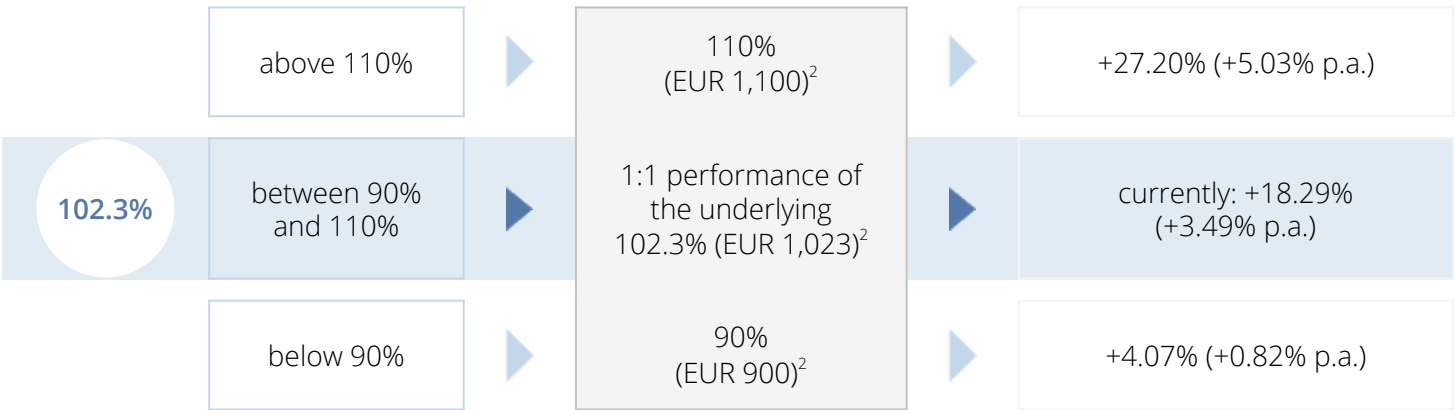 above 110%
110%
(EUR 1,100)²
+27.20% (+5.03% p.a.)
102.3%
between 90%
and 110%
1:1 performance of
the underlying
102.3% (EUR 1,023)²
currently: +18.29%
(+3.49% p.a.)
below 90%
90%
(EUR 900)²
+4.07% (+0.82% p.a.)